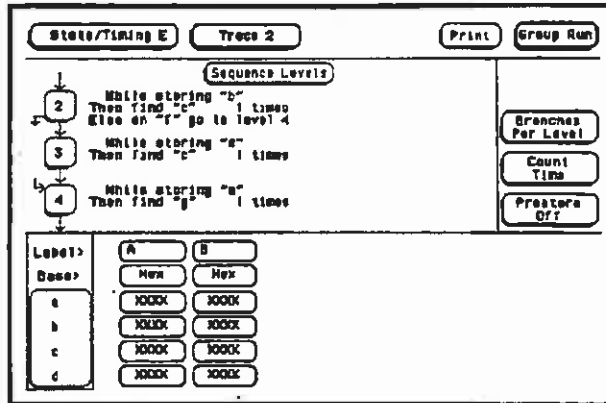 State/Timing E Trace 2 Print Group Run
Sequence Levels
2 While storing "b"
Then find "c" 1 times
Else on "f" go to level 4
3 While storing
Then find "c" 1 times
4 While storing "a"
Then find "g" 1 times
Branches
Per Level
Count
Time
Prestore
Off
Label> A B
Base> Hex Hex
a XXXX XXXX
b XXXX XXXX
c XXXX XXXX
d XXXX XXXX